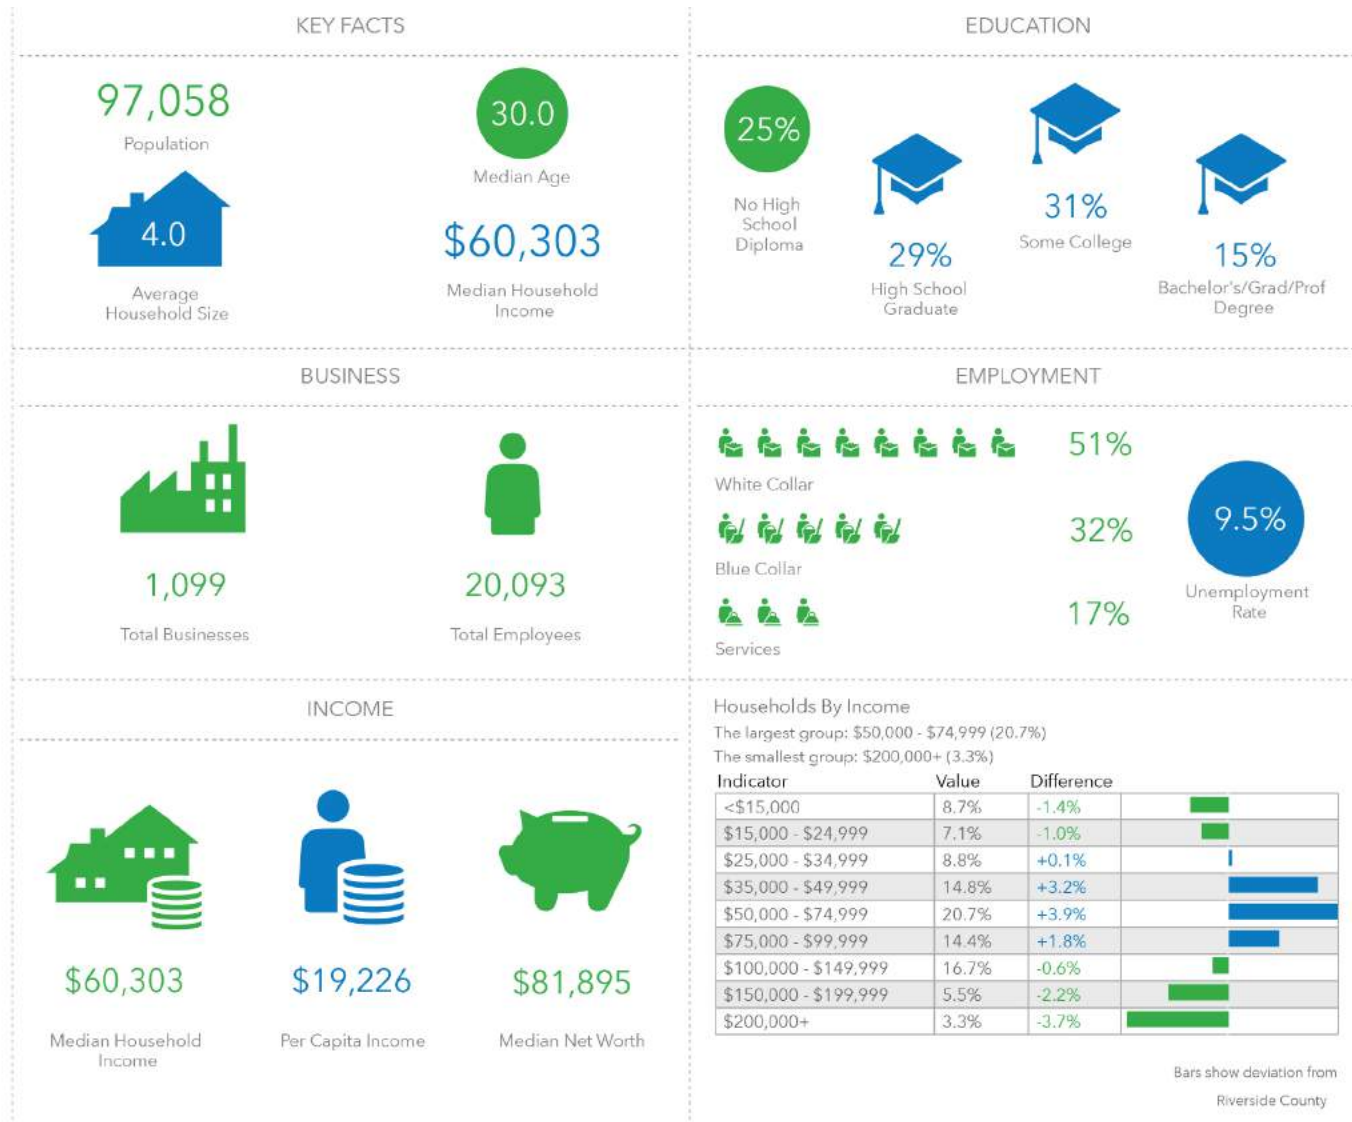 KEY FACTS
97,058
Population
30.0
Median Age
4.0
Average
Household Size
$60,303
Median Household
Income
EDUCATION
25%
No High
School
Diploma
29%
High School
Graduate
31%
Some College
15%
Bachelor's/Grad/Prof
Degree
BUSINESS
1,099
Total Businesses
20,093
Total Employees
EMPLOYMENT
51%
White Collar
32%
Blue Collar
17%
Services
9.5%
Unemployment
Rate
INCOME
$60,303
Median Household
Income
$19,226
Per Capita Income
$81,895
Median Net Worth
Households By Income
The largest group: $50,000 - $74,999 (20.7%)
The smallest group: $200,000+ (3.3%)
Indicator Value Difference
<$15,000 8.7% -1.4%
$15,000 - $24,999 7.1% -1.0%
$25,000 - $34,999 8.8% +0.1%
$35,000 - $49,999 14.8% +3.2%
$50,000 - $74,999 20.7% +3.9%
$75,000 - $99,999 14.4% +1.8%
$100,000 - $149,999 16.7% -0.6%
$150,000 - $199,999 5.5% -2.2%
$200,000+ 3.3% -3.7%
Bars show deviation from
Riverside County